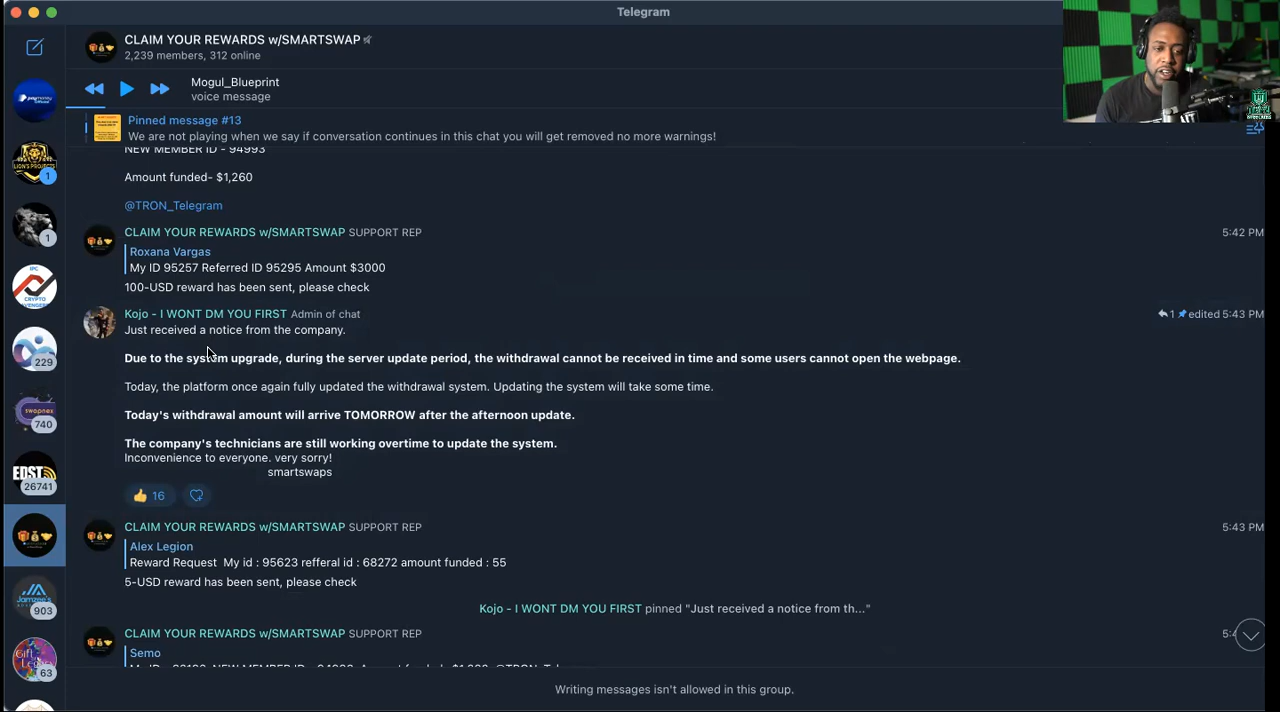 Telegram
CLAIM YOUR REWARDS w/SMARTSWAP
2,239 members, 312 online
Mogul_Blueprint
voice message
Pinned message #13
We are not playing when we say if conversation continues in this chat you will get removed no more warnings!
NEW MEMBER ID - 94993
Amount funded- $1,260
@TRON_Telegram
CLAIM YOUR REWARDS w/SMARTSWAP SUPPORT REP 5:42 PM
Roxana Vargas
My ID 95257 Referred ID 95295 Amount $3000
100-USD reward has been sent, please check
Kojo - I WONT DM YOU FIRST Admin of chat 1 edited 5:43 PM
Just received a notice from the company.
Due to the system upgrade, during the server update period, the withdrawal cannot be received in time and some users cannot open the webpage.
Today, the platform once again fully updated the withdrawal system. Updating the system will take some time.
Today's withdrawal amount will arrive TOMORROW after the afternoon update.
The company's technicians are still working overtime to update the system.
Inconvenience to everyone. very sorry!
smartswaps
16
CLAIM YOUR REWARDS w/SMARTSWAP SUPPORT REP 5:43 PM
Alex Legion
Reward Request My id : 95623 refferal id : 68272 amount funded : 55
5-USD reward has been sent, please check
Kojo - I WONT DM YOU FIRST pinned "Just received a notice from th..."
CLAIM YOUR REWARDS w/SMARTSWAP SUPPORT REP
Semo
Writing messages isn't allowed in this group.
LION'S PROJECTS
1
1
IPC
CRYPTO
229
swapnex
740
EDST
26741
Jamzee's
903
63